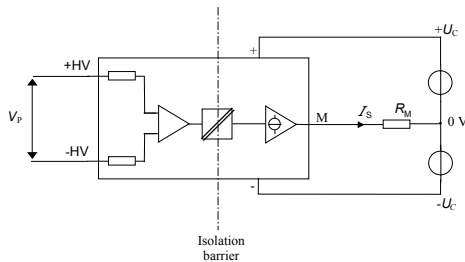 +U_C
+
+HV
V_P
M
I_S
R_M
0 V
-HV
-
-U_C
Isolation
barrier